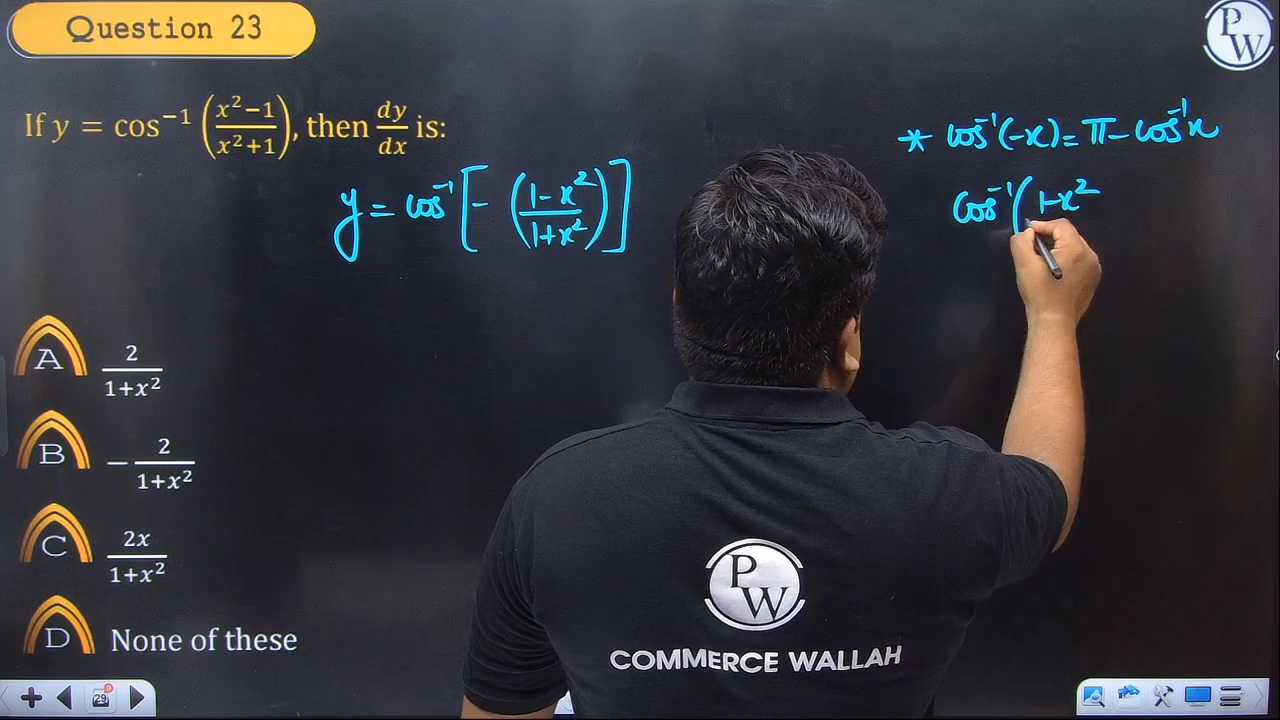 Question 23
PW
If y = cos⁻¹ ((x²−1)/(x²+1)), then dy/dx is:
* cos⁻¹(-x) = π − cos⁻¹x
y = cos⁻¹ [− ((1−x²)/(1+x²))]
cos⁻¹ (1-x²
A 2/(1+x²)
B −2/(1+x²)
C 2x/(1+x²)
D None of these
PW
COMMERCE WALLAH
29